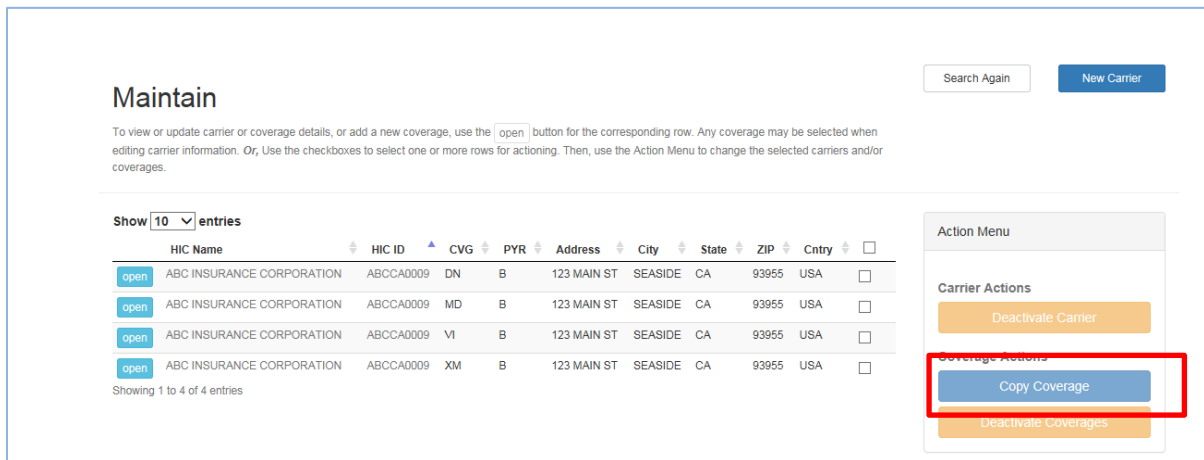 Search Again New Carrier
Maintain
To view or update carrier or coverage details, or add a new coverage, use the open button for the corresponding row. Any coverage may be selected when
editing carrier information. Or, Use the checkboxes to select one or more rows for actioning. Then, use the Action Menu to change the selected carriers and/or
coverages.
Show 10 entries
HIC Name HIC ID CVG PYR Address City State ZIP Cntry
open ABC INSURANCE CORPORATION ABCCA0009 DN B 123 MAIN ST SEASIDE CA 93955 USA
open ABC INSURANCE CORPORATION ABCCA0009 MD B 123 MAIN ST SEASIDE CA 93955 USA
open ABC INSURANCE CORPORATION ABCCA0009 VI B 123 MAIN ST SEASIDE CA 93955 USA
open ABC INSURANCE CORPORATION ABCCA0009 XM B 123 MAIN ST SEASIDE CA 93955 USA
Showing 1 to 4 of 4 entries
Action Menu
Carrier Actions
Deactivate Carrier
Coverage Actions
Copy Coverage
Deactivate Coverages